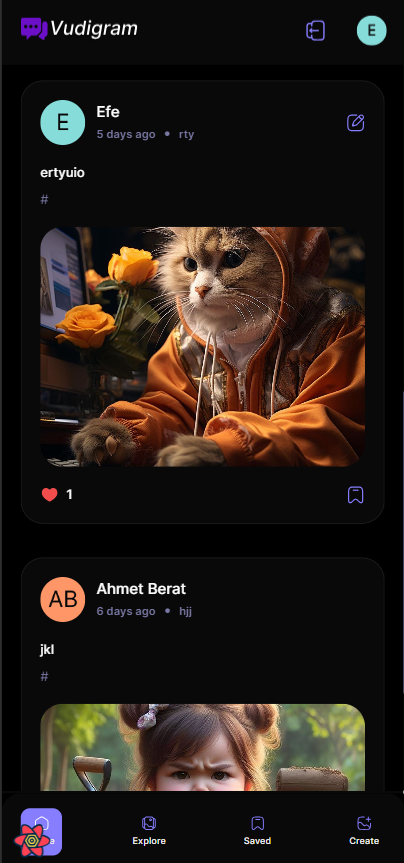 Vudigram
E
E
Efe
5 days ago • rty
ertyuio
#
1
AB
Ahmet Berat
6 days ago • hjj
jkl
#
Explore
Saved
Create